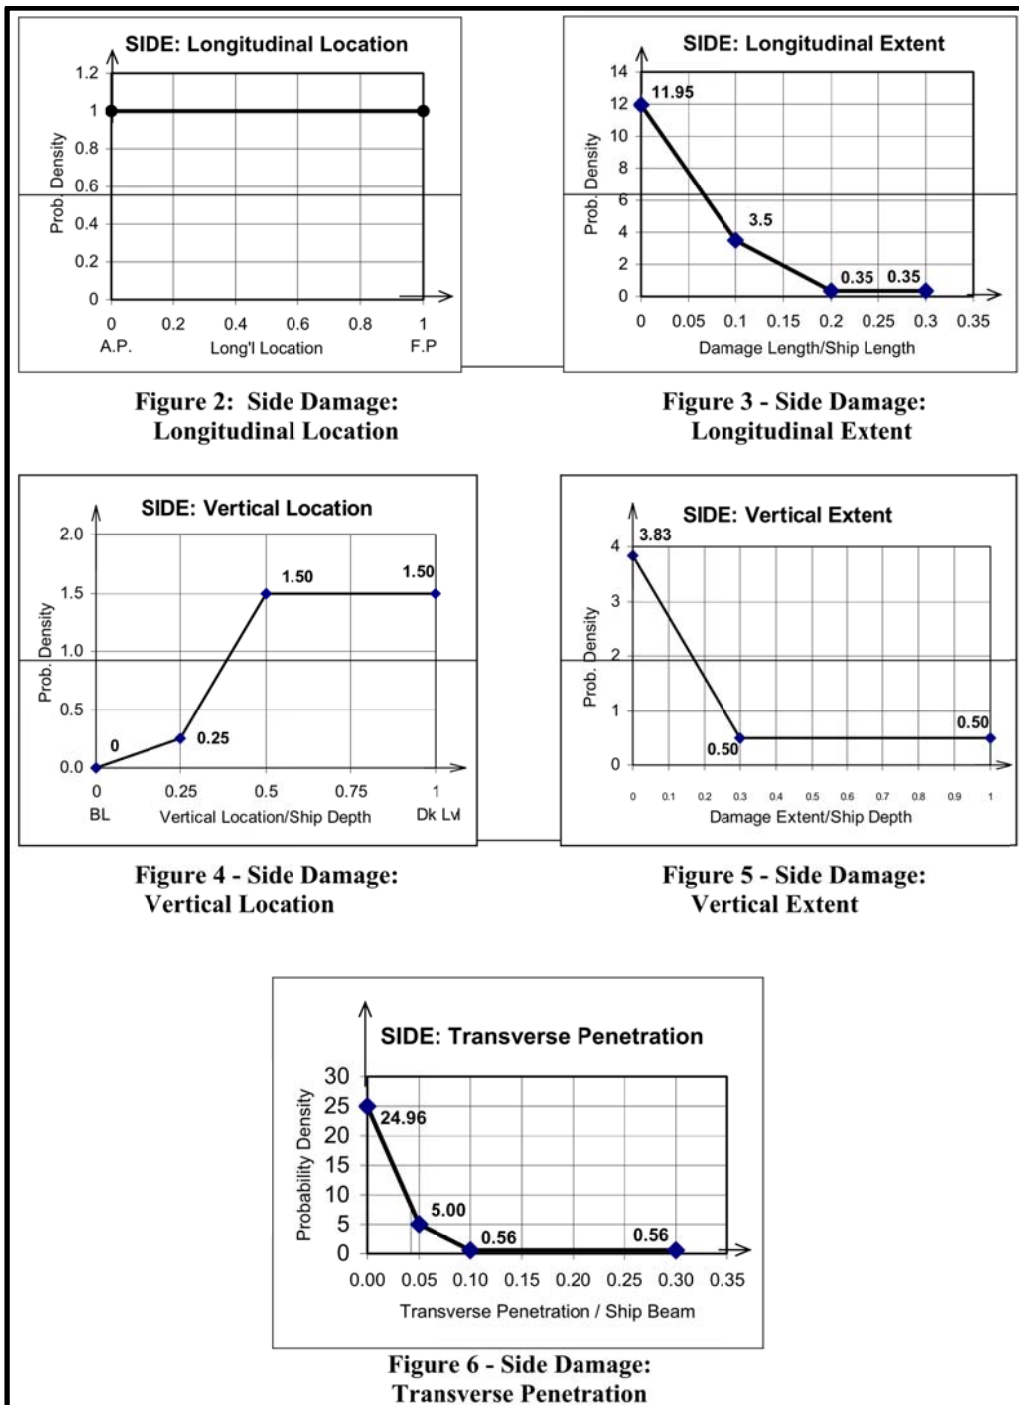 SIDE: Longitudinal Location
Prob. Density
1.2
1
0.8
0.6
0.4
0.2
0
0 0.2 0.4 0.6 0.8 1
A.P. Long'l Location F.P
Figure 2: Side Damage:
Longitudinal Location
SIDE: Longitudinal Extent
Prob. Density
14
12
10
8
6
4
2
0
11.95
3.5
0.35 0.35
0 0.05 0.1 0.15 0.2 0.25 0.3 0.35
Damage Length/Ship Length
Figure 3 - Side Damage:
Longitudinal Extent
SIDE: Vertical Location
Prob. Density
2.0
1.5
1.0
0.5
0.0
0
0.25
1.50
1.50
0 0.25 0.5 0.75 1
BL Vertical Location/Ship Depth Dk Lvl
Figure 4 - Side Damage:
Vertical Location
SIDE: Vertical Extent
Prob. Density
4
3
2
1
0
3.83
0.50
0.50
0 0.1 0.2 0.3 0.4 0.5 0.6 0.7 0.8 0.9 1
Damage Extent/Ship Depth
Figure 5 - Side Damage:
Vertical Extent
SIDE: Transverse Penetration
Probability Density
30
25
20
15
10
5
0
24.96
5.00
0.56 0.56
0.00 0.05 0.10 0.15 0.20 0.25 0.30 0.35
Transverse Penetration / Ship Beam
Figure 6 - Side Damage:
Transverse Penetration